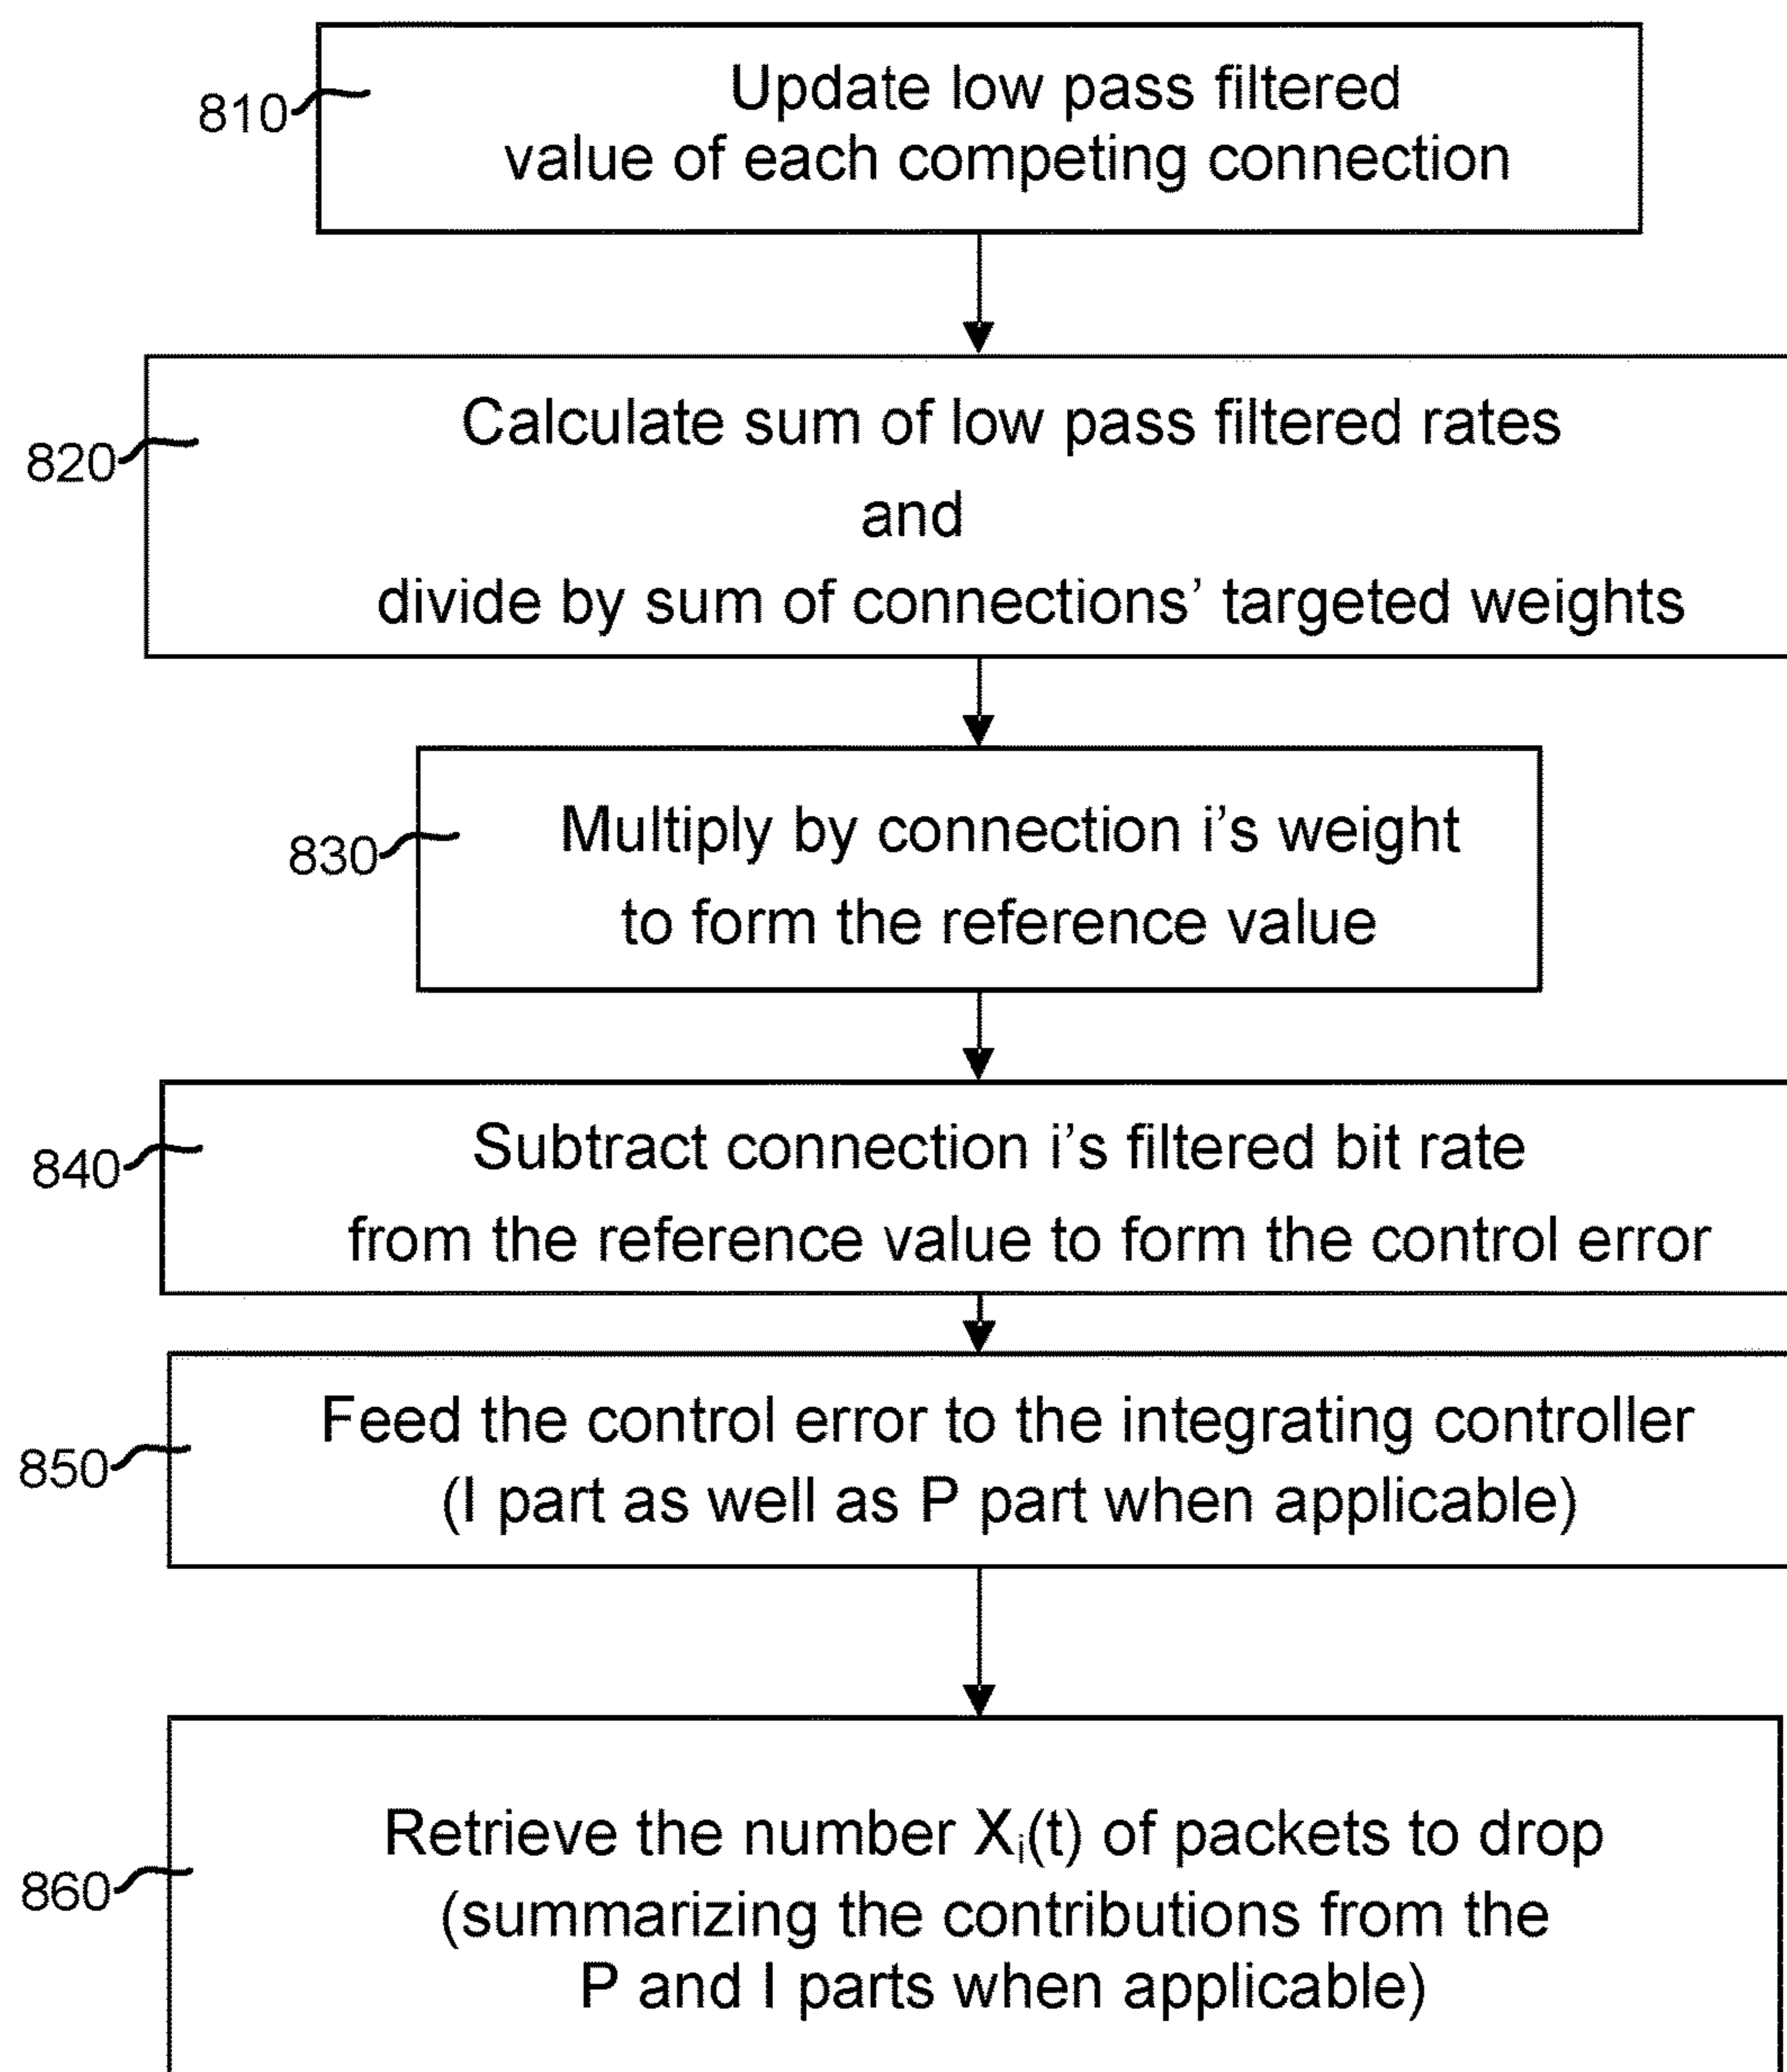 810
Update low pass filtered
value of each competing connection
820
Calculate sum of low pass filtered rates
and
divide by sum of connections’ targeted weights
830
Multiply by connection i’s weight
to form the reference value
840
Subtract connection i’s filtered bit rate
from the reference value to form the control error
850
Feed the control error to the integrating controller
(I part as well as P part when applicable)
860
Retrieve the number Xᵢ(t) of packets to drop
(summarizing the contributions from the
P and I parts when applicable)